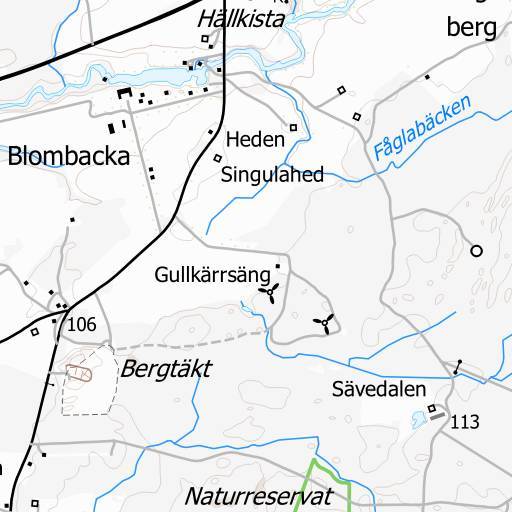 Hällkista
berg
Fåglabäcken
Heden
Blombacka
Singulahed
Gullkärrsäng
106
Bergtäkt
Sävedalen
113
Naturreservat